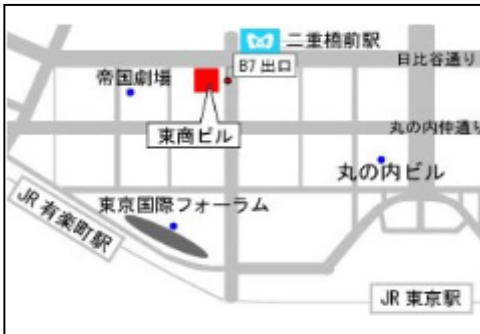 二重橋前駅
日比谷通り
B7 出口
帝国劇場
東商ビル
丸の内仲通り
丸の内ビル
東京国際フォーラム
JR 有楽町駅
JR 東京駅